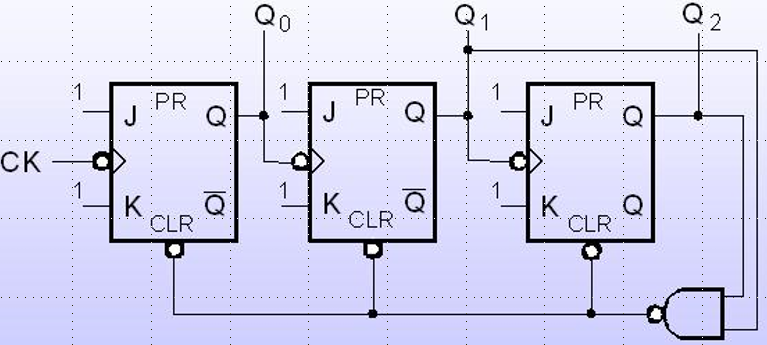 Q0 Q1 Q2
1 PR 1 PR 1 PR
J Q J Q J Q
CK
1 K Q̅ 1 K Q̅ 1 K Q
CLR CLR CLR